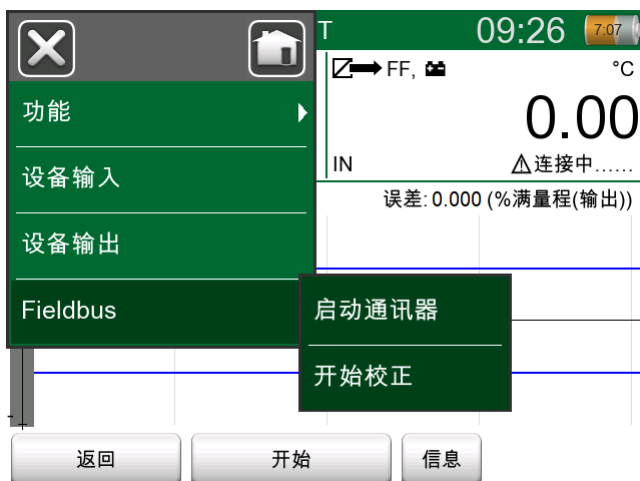 T 09:26 7:07
FF, °C
0.00
IN 连接中......
误差: 0.000 (%满量程(输出))
功能
设备输入
设备输出
Fieldbus
启动通讯器
开始校正
返回 开始 信息